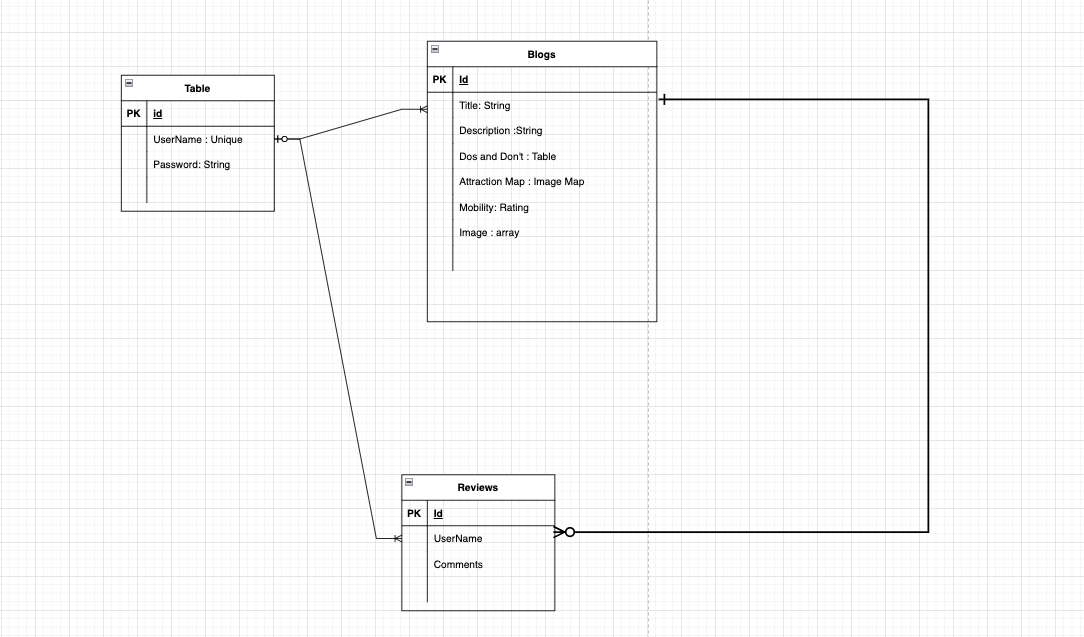 Table
PK id
UserName : Unique
Password: String
Blogs
PK Id
Title: String
Description :String
Dos and Don't : Table
Attraction Map : Image Map
Mobility: Rating
Image : array
Reviews
PK Id
UserName
Comments